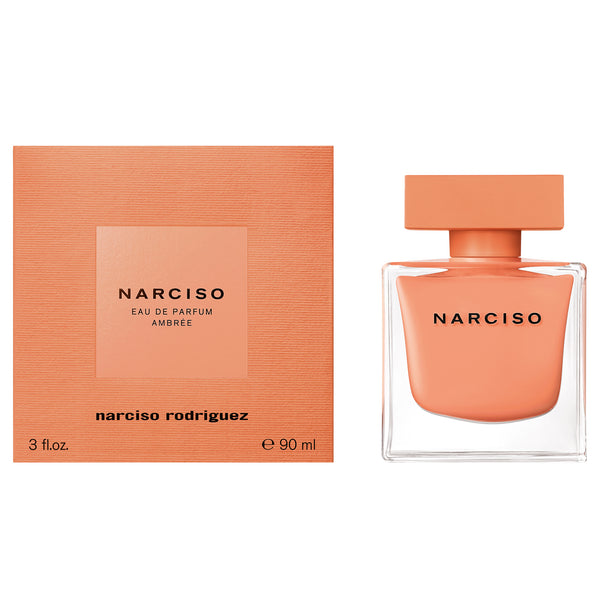 NARCISO
EAU DE PARFUM
AMBRÉE
narciso rodriguez
3 fl.oz.
℮ 90 ml
NARCISO